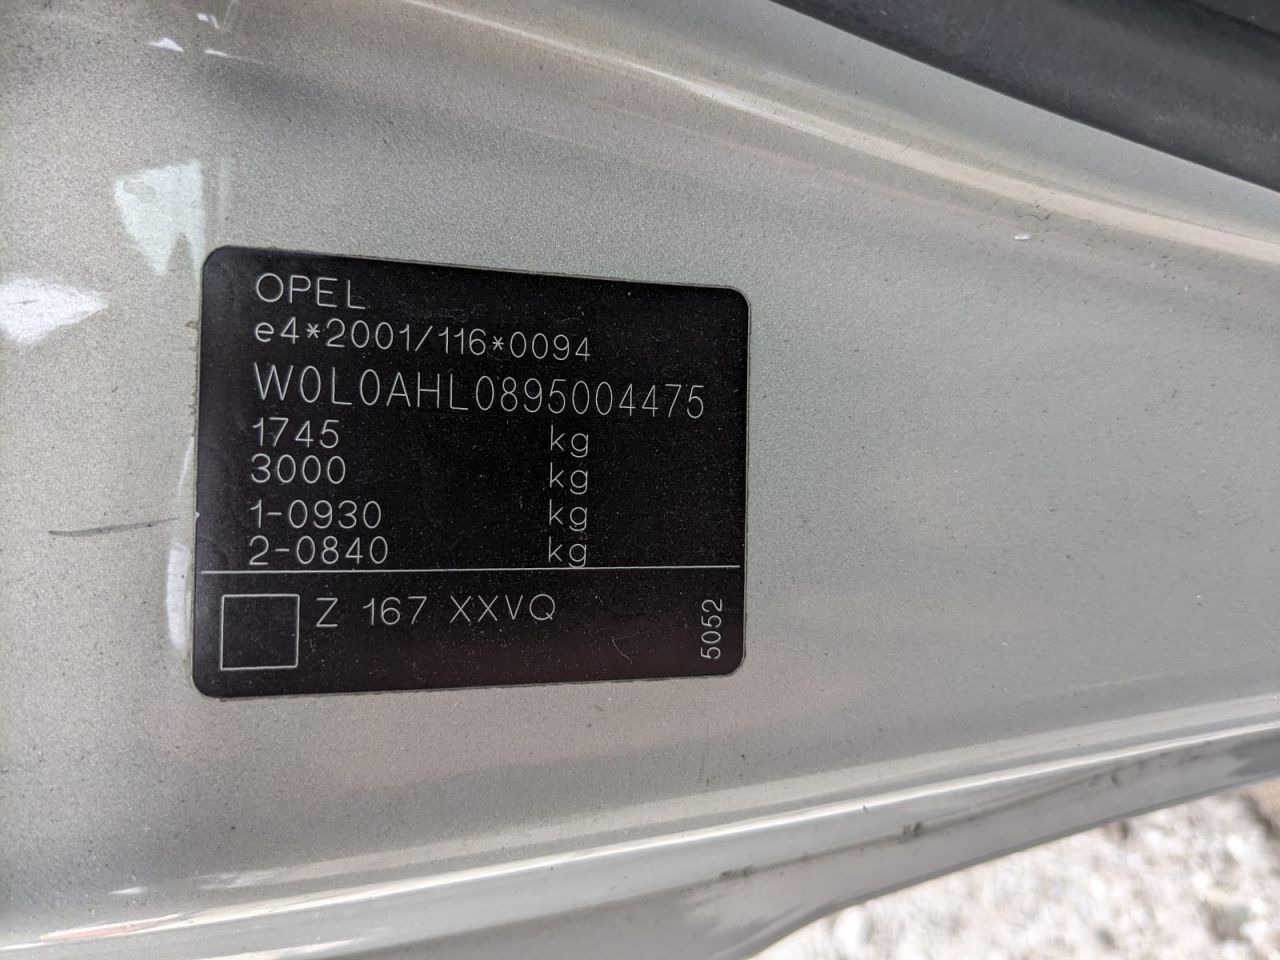 OPEL
e4*2001/116*0094
W0L0AHL0895004475
1745 kg
3000 kg
1-0930 kg
2-0840 kg
Z 167 XXVQ
5052